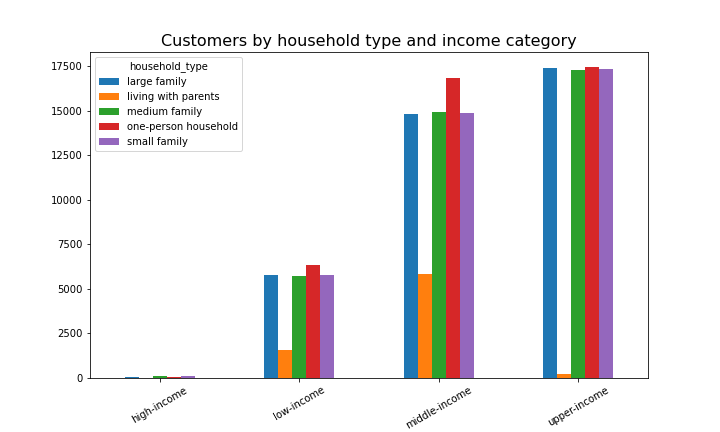 Customers by household type and income category
household_type
large family
living with parents
medium family
one-person household
small family
17500
15000
12500
10000
7500
5000
2500
0
high-income
low-income
middle-income
upper-income